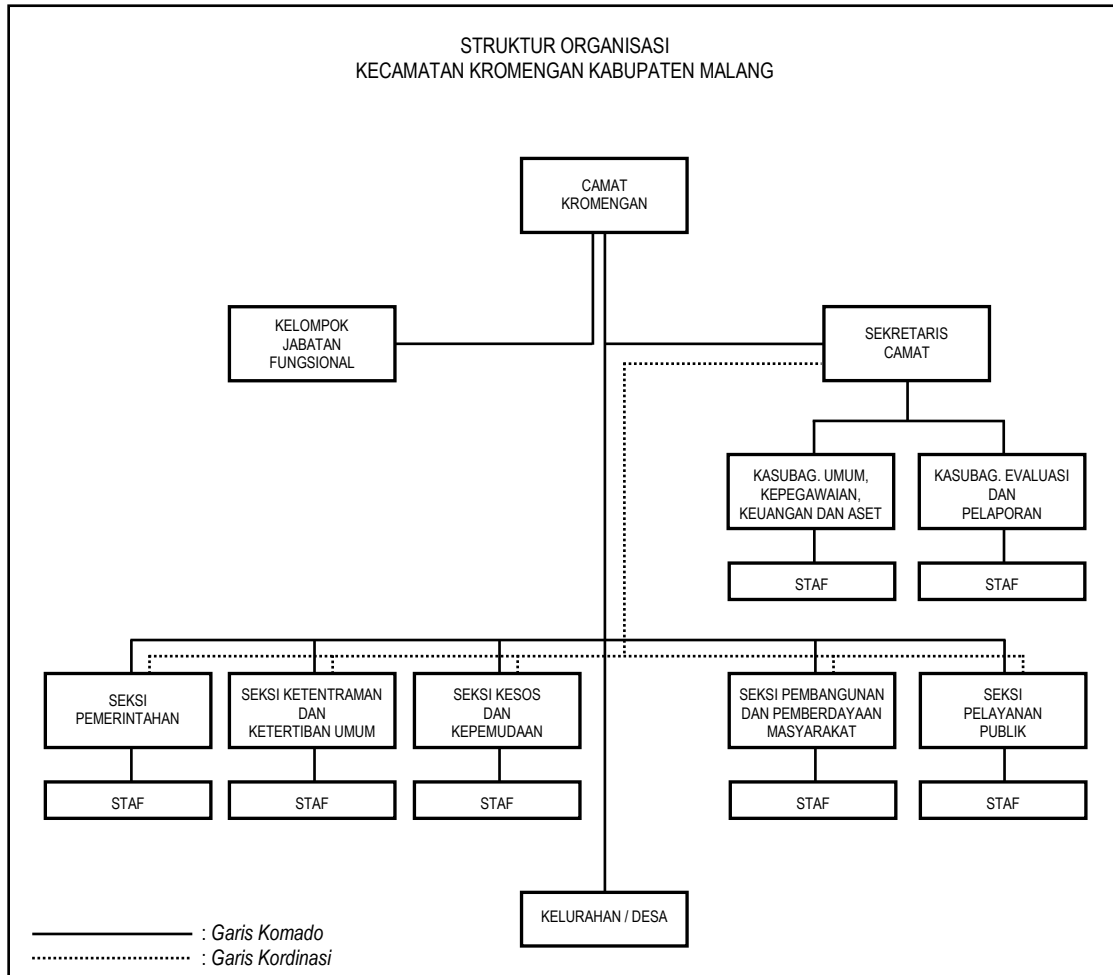 STRUKTUR ORGANISASI
KECAMATAN KROMENGAN KABUPATEN MALANG
CAMAT
KROMENGAN
KELOMPOK
JABATAN
FUNGSIONAL
SEKRETARIS
CAMAT
KASUBAG. UMUM,
KEPEGAWAIAN,
KEUANGAN DAN ASET
KASUBAG. EVALUASI
DAN
PELAPORAN
STAF
STAF
SEKSI
PEMERINTAHAN
SEKSI KETENTRAMAN
DAN
KETERTIBAN UMUM
SEKSI KESOS
DAN
KEPEMUDAAN
SEKSI PEMBANGUNAN
DAN PEMBERDAYAAN
MASYARAKAT
SEKSI
PELAYANAN
PUBLIK
STAF
STAF
STAF
STAF
STAF
KELURAHAN / DESA
: Garis Komado
: Garis Kordinasi